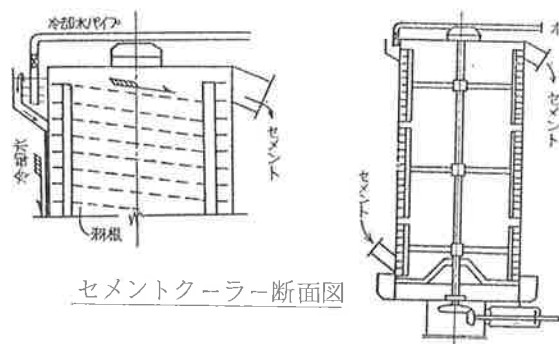 冷却水パイプ
セメント
冷却水
羽根
水
セメント
セメント
セメントクーラー断面図